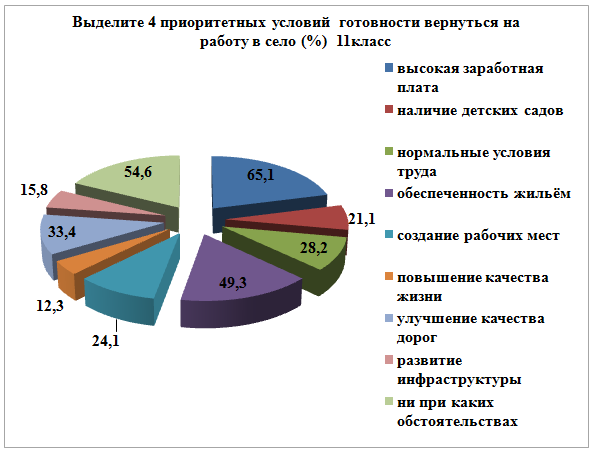 Выделите 4 приоритетных условий готовности вернуться на
работу в село (%) 11класс
54,6
65,1
15,8
21,1
33,4
28,2
12,3
49,3
24,1
высокая заработная
плата
наличие детских садов
нормальные условия
труда
обеспеченность жильём
создание рабочих мест
повышение качества
жизни
улучшение качества
дорог
развитие
инфраструктуры
ни при каких
обстоятельствах